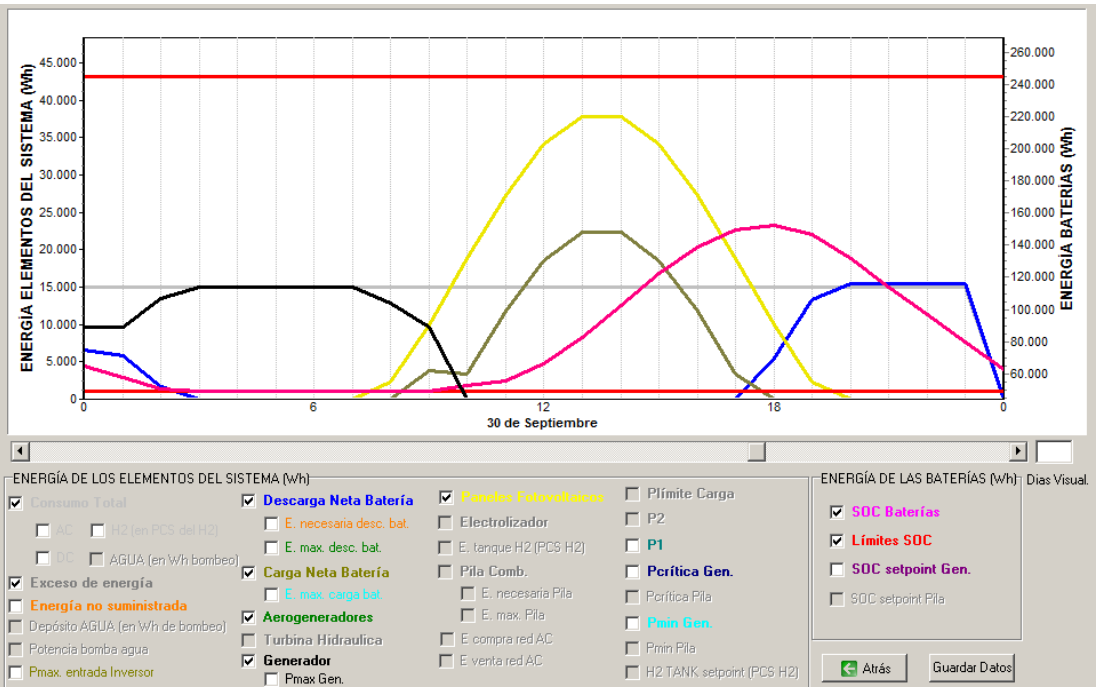 ENERGÍA ELEMENTOS DEL SISTEMA (Wh)
45.000
40.000
35.000
30.000
25.000
20.000
15.000
10.000
5.000
0
0
6
12
18
0
30 de Septiembre
260.000
240.000
220.000
200.000
180.000
160.000
140.000
120.000
100.000
80.000
60.000
ENERGÍA BATERÍAS (Wh)
Dias Visual.
ENERGÍA DE LOS ELEMENTOS DEL SISTEMA (Wh)
Consumo Total
AC
H2 (en PCS del H2)
DC
AGUA (en Wh bombeo)
Exceso de energía
Energía no suministrada
Depósito AGUA (en Wh de bombeo)
Potencia bomba agua
Pmax. entrada Inversor
Descarga Neta Batería
E. necesaria desc. bat.
E. max. desc. bat.
Carga Neta Batería
E. max. carga bat.
Aerogeneradores
Turbina Hidraulica
Generador
Pmax Gen.
Paneles Fotovoltaicos
Electrolizador
E. tanque H2 (PCS H2)
Pila Comb.
E. necesaria Pila
E. max. Pila
E compra red AC
E venta red AC
Plímite Carga
P2
P1
Pcrítica Gen.
Pcrítica Pila
Pmin Gen.
Pmin Pila
H2 TANK setpoint (PCS H2)
ENERGÍA DE LAS BATERÍAS (Wh)
SOC Baterías
Límites SOC
SOC setpoint Gen.
SOC setpoint Pila
Atrás
Guardar Datos